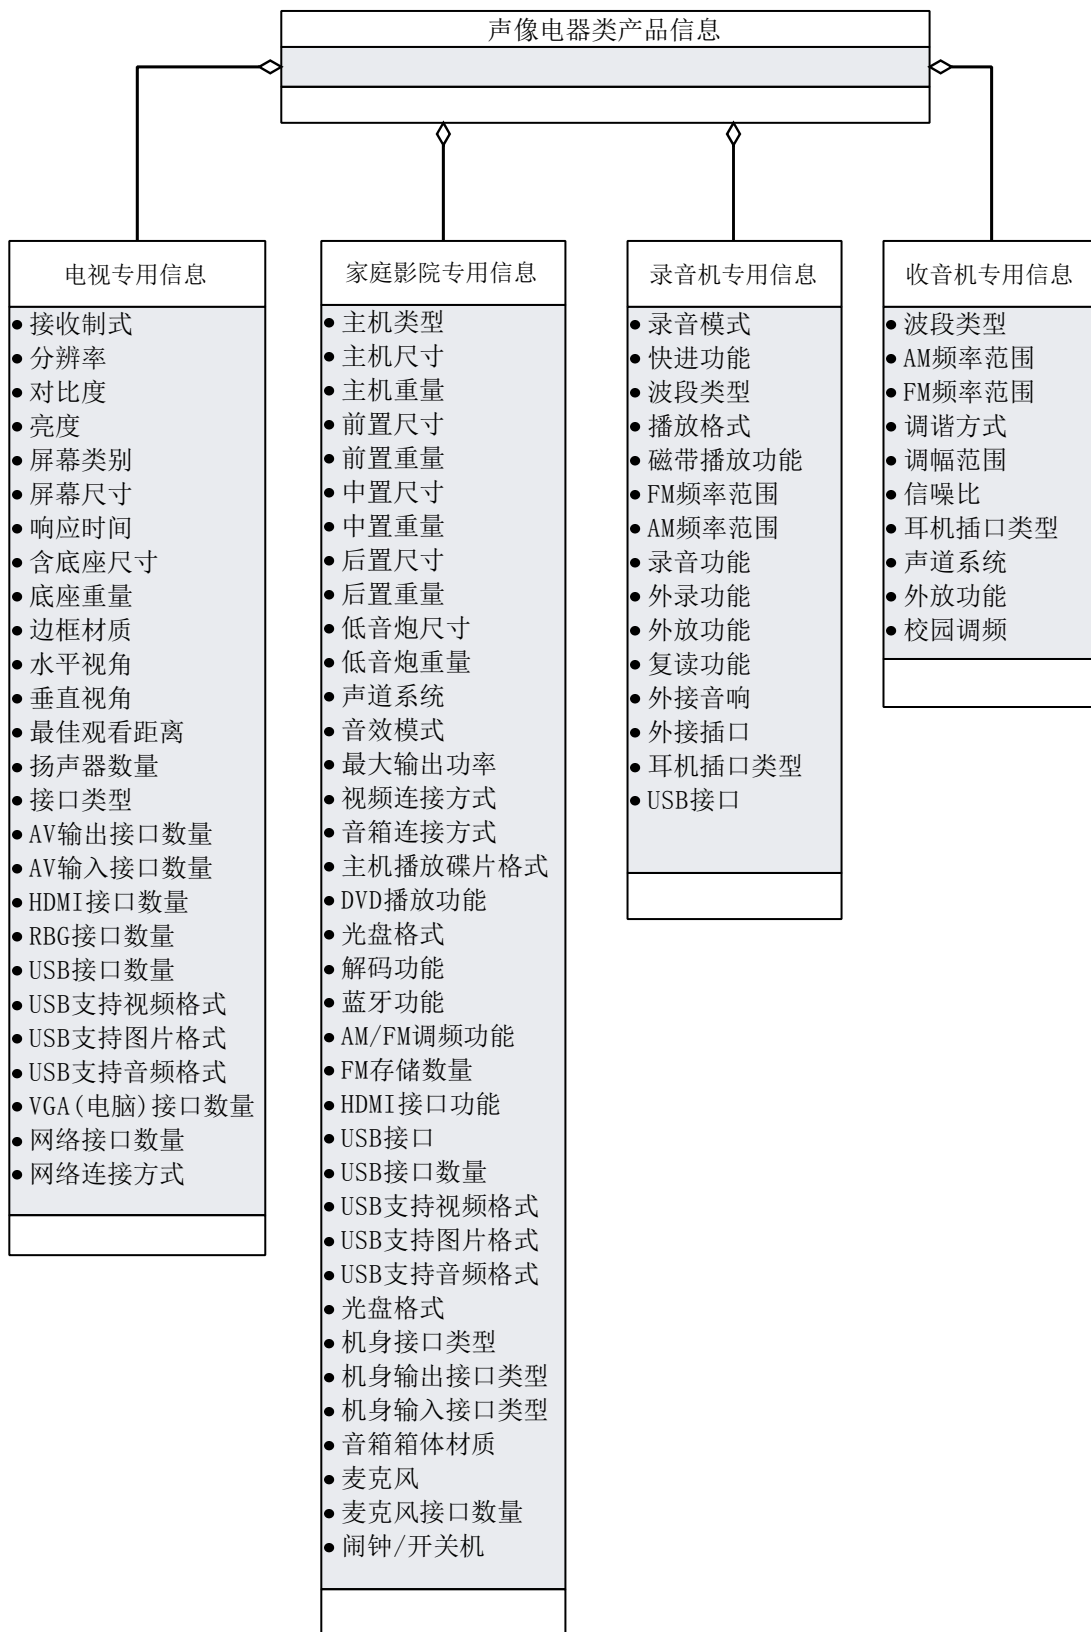 声像电器类产品信息
电视专用信息
• 接收制式
• 分辨率
• 对比度
• 亮度
• 屏幕类别
• 屏幕尺寸
• 响应时间
• 含底座尺寸
• 底座重量
• 边框材质
• 水平视角
• 垂直视角
• 最佳观看距离
• 扬声器数量
• 接口类型
• AV输出接口数量
• AV输入接口数量
• HDMI接口数量
• RBG接口数量
• USB接口数量
• USB支持视频格式
• USB支持图片格式
• USB支持音频格式
• VGA(电脑)接口数量
• 网络接口数量
• 网络连接方式
家庭影院专用信息
• 主机类型
• 主机尺寸
• 主机重量
• 前置尺寸
• 前置重量
• 中置尺寸
• 中置重量
• 后置尺寸
• 后置重量
• 低音炮尺寸
• 低音炮重量
• 声道系统
• 音效模式
• 最大输出功率
• 视频连接方式
• 音箱连接方式
• 主机播放碟片格式
• DVD播放功能
• 光盘格式
• 解码功能
• 蓝牙功能
• AM/FM调频功能
• FM存储数量
• HDMI接口功能
• USB接口
• USB接口数量
• USB支持视频格式
• USB支持图片格式
• USB支持音频格式
• 光盘格式
• 机身接口类型
• 机身输出接口类型
• 机身输入接口类型
• 音箱箱体材质
• 麦克风
• 麦克风接口数量
• 闹钟/开关机
录音机专用信息
• 录音模式
• 快进功能
• 波段类型
• 播放格式
• 磁带播放功能
• FM频率范围
• AM频率范围
• 录音功能
• 外录功能
• 外放功能
• 复读功能
• 外接音响
• 外接插口
• 耳机插口类型
• USB接口
收音机专用信息
• 波段类型
• AM频率范围
• FM频率范围
• 调谐方式
• 调幅范围
• 信噪比
• 耳机插口类型
• 声道系统
• 外放功能
• 校园调频